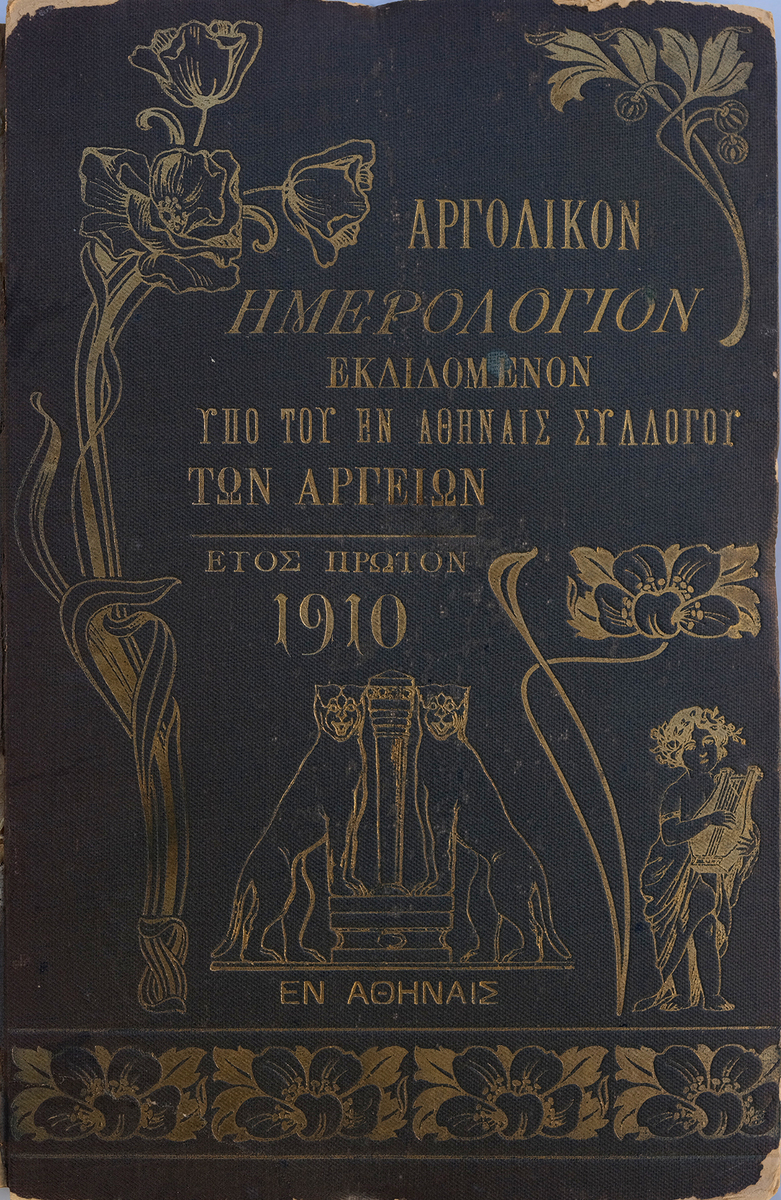 ΑΡΓΟΛΙΚΟΝ
ΗΜΕΡΟΛΟΓΙΟΝ
ΕΚΔΙΔΟΜΕΝΟΝ
ΥΠΟ ΤΟΥ ΕΝ ΑΘΗΝΑΙΣ ΣΥΛΛΟΓΟΥ
ΤΩΝ ΑΡΓΕΙΩΝ
ΕΤΟΣ ΠΡΩΤΟΝ
1910
ΕΝ ΑΘΗΝΑΙΣ